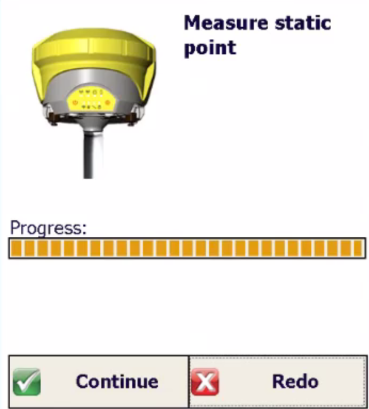 Measure static
point
Progress:
Continue
Redo